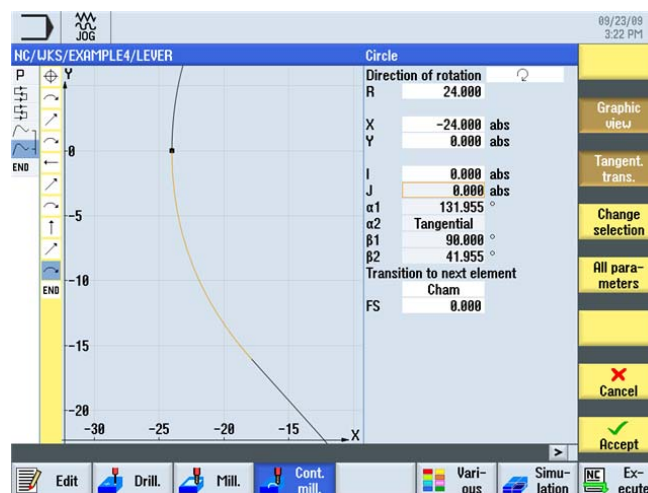 JOG
09/23/09
3:22 PM
NC/WKS/EXAMPLE4/LEVER
Circle
P
END
END
Y
0
-5
-10
-15
-20
-30
-25
-20
-15
X
Direction of rotation
R 24.000
X -24.000 abs
Y 0.000 abs
I 0.000 abs
J 0.000 abs
α1 131.955 °
α2 Tangential
β1 90.000 °
β2 41.955 °
Transition to next element
Cham
FS 0.000
Graphic
view
Tangent.
trans.
Change
selection
All para-
meters
Cancel
Accept
>
Edit
Drill.
Mill.
Cont.
mill.
Vari-
ous
Simu-
lation
NC
Ex-
ecute